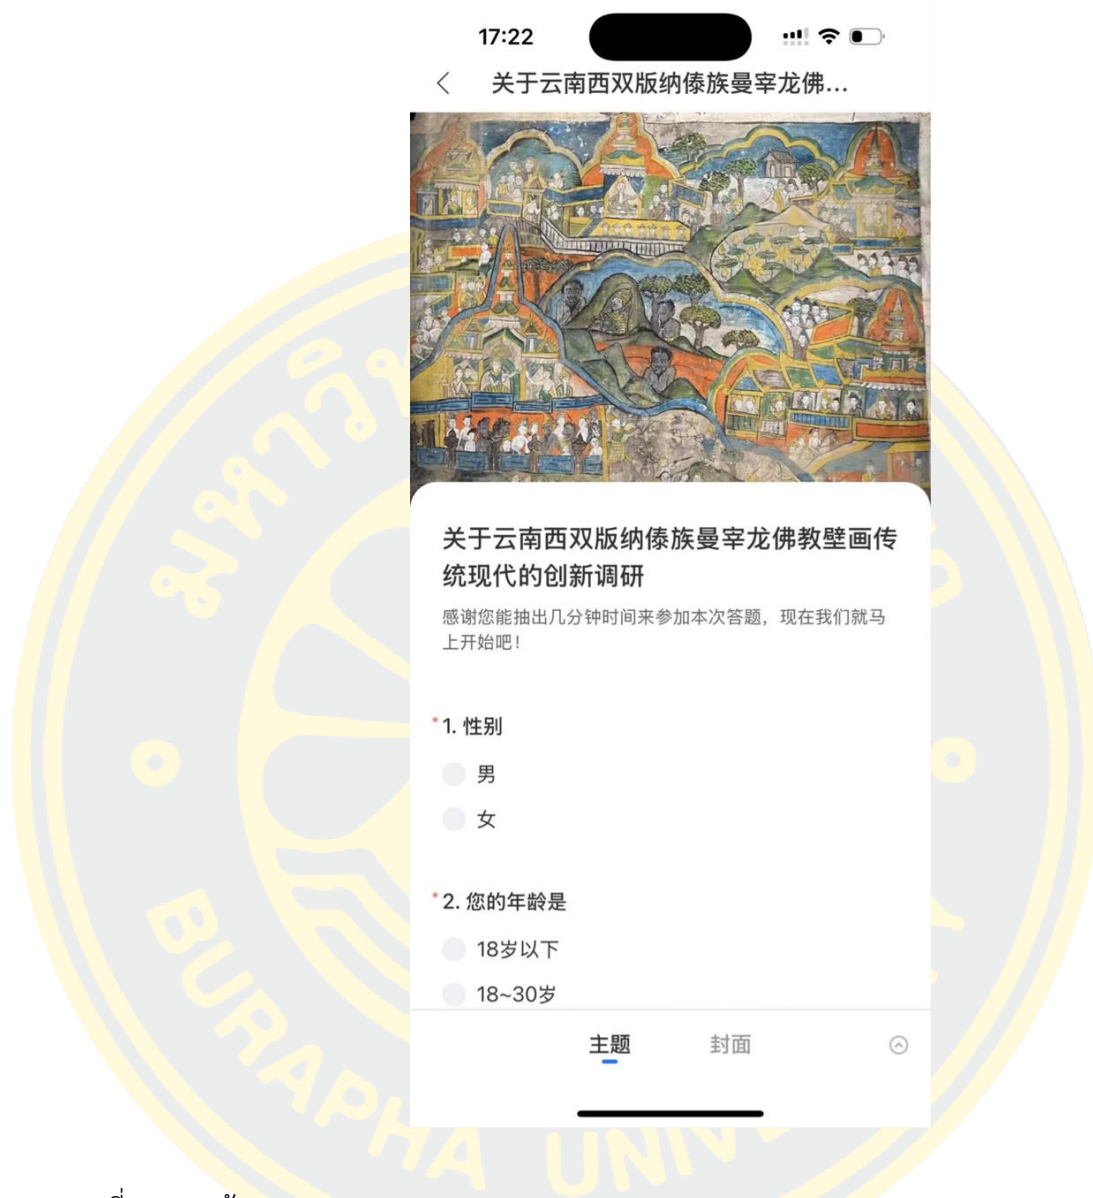 17:22
关于云南西双版纳傣族曼宰龙佛...
关于云南西双版纳傣族曼宰龙佛教壁画传
统现代的创新调研
感谢您能抽出几分钟时间来参加本次答题，现在我们就马
上开始吧！
*1. 性别
男
女
*2. 您的年龄是
18岁以下
18~30岁
主题 封面
BURAPHA UNIV